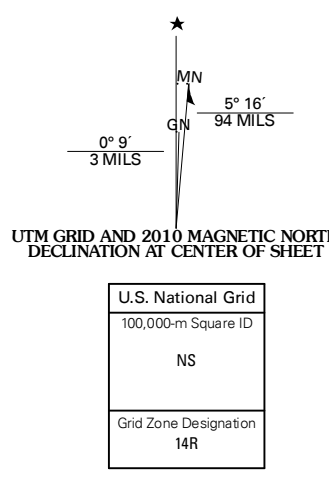 ★
MN
5° 16´
94 MILS
GN
0° 9´
3 MILS
UTM GRID AND 2010 MAGNETIC NORTH
DECLINATION AT CENTER OF SHEET
U.S. National Grid
100,000-m Square ID
NS
Grid Zone Designation
14R